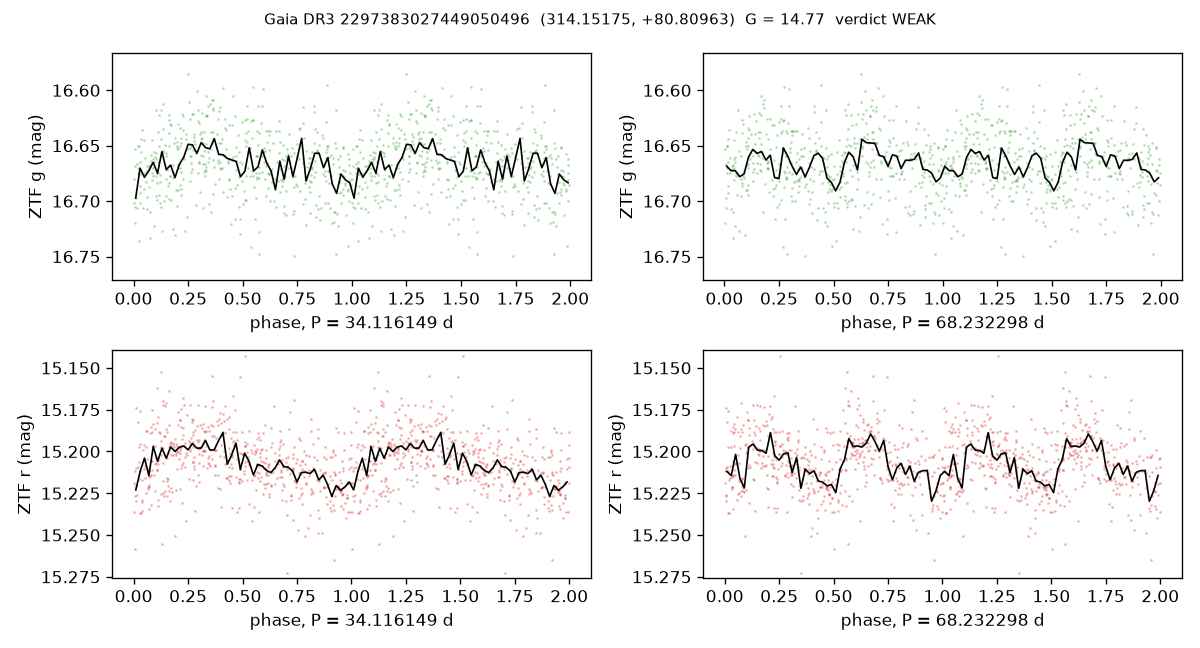 Gaia DR3 2297383027449050496 (314.15175, +80.80963) G = 14.77 verdict WEAK
ZTF g (mag)
16.60
16.65
16.70
16.75
0.00 0.25 0.50 0.75 1.00 1.25 1.50 1.75 2.00
phase, P = 34.116149 d
ZTF g (mag)
16.60
16.65
16.70
16.75
0.00 0.25 0.50 0.75 1.00 1.25 1.50 1.75 2.00
phase, P = 68.232298 d
ZTF r (mag)
15.150
15.175
15.200
15.225
15.250
15.275
0.00 0.25 0.50 0.75 1.00 1.25 1.50 1.75 2.00
phase, P = 34.116149 d
ZTF r (mag)
15.150
15.175
15.200
15.225
15.250
15.275
0.00 0.25 0.50 0.75 1.00 1.25 1.50 1.75 2.00
phase, P = 68.232298 d